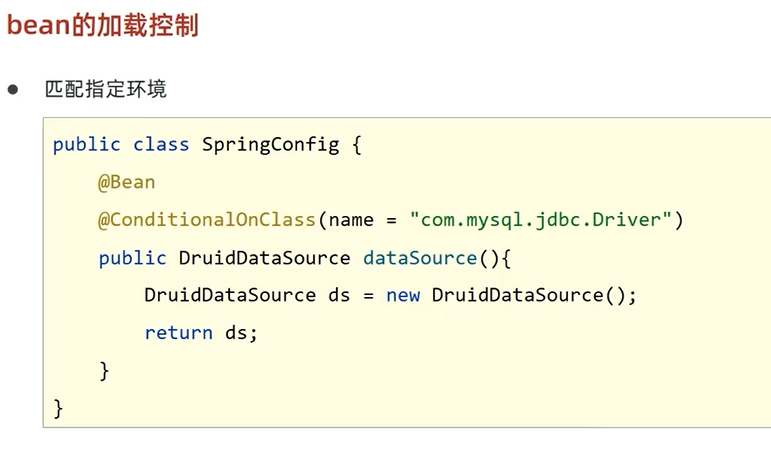 bean的加载控制
● 匹配指定环境
public class SpringConfig {
    @Bean
    @ConditionalOnClass(name = "com.mysql.jdbc.Driver")
    public DruidDataSource dataSource(){
        DruidDataSource ds = new DruidDataSource();
        return ds;
    }
}